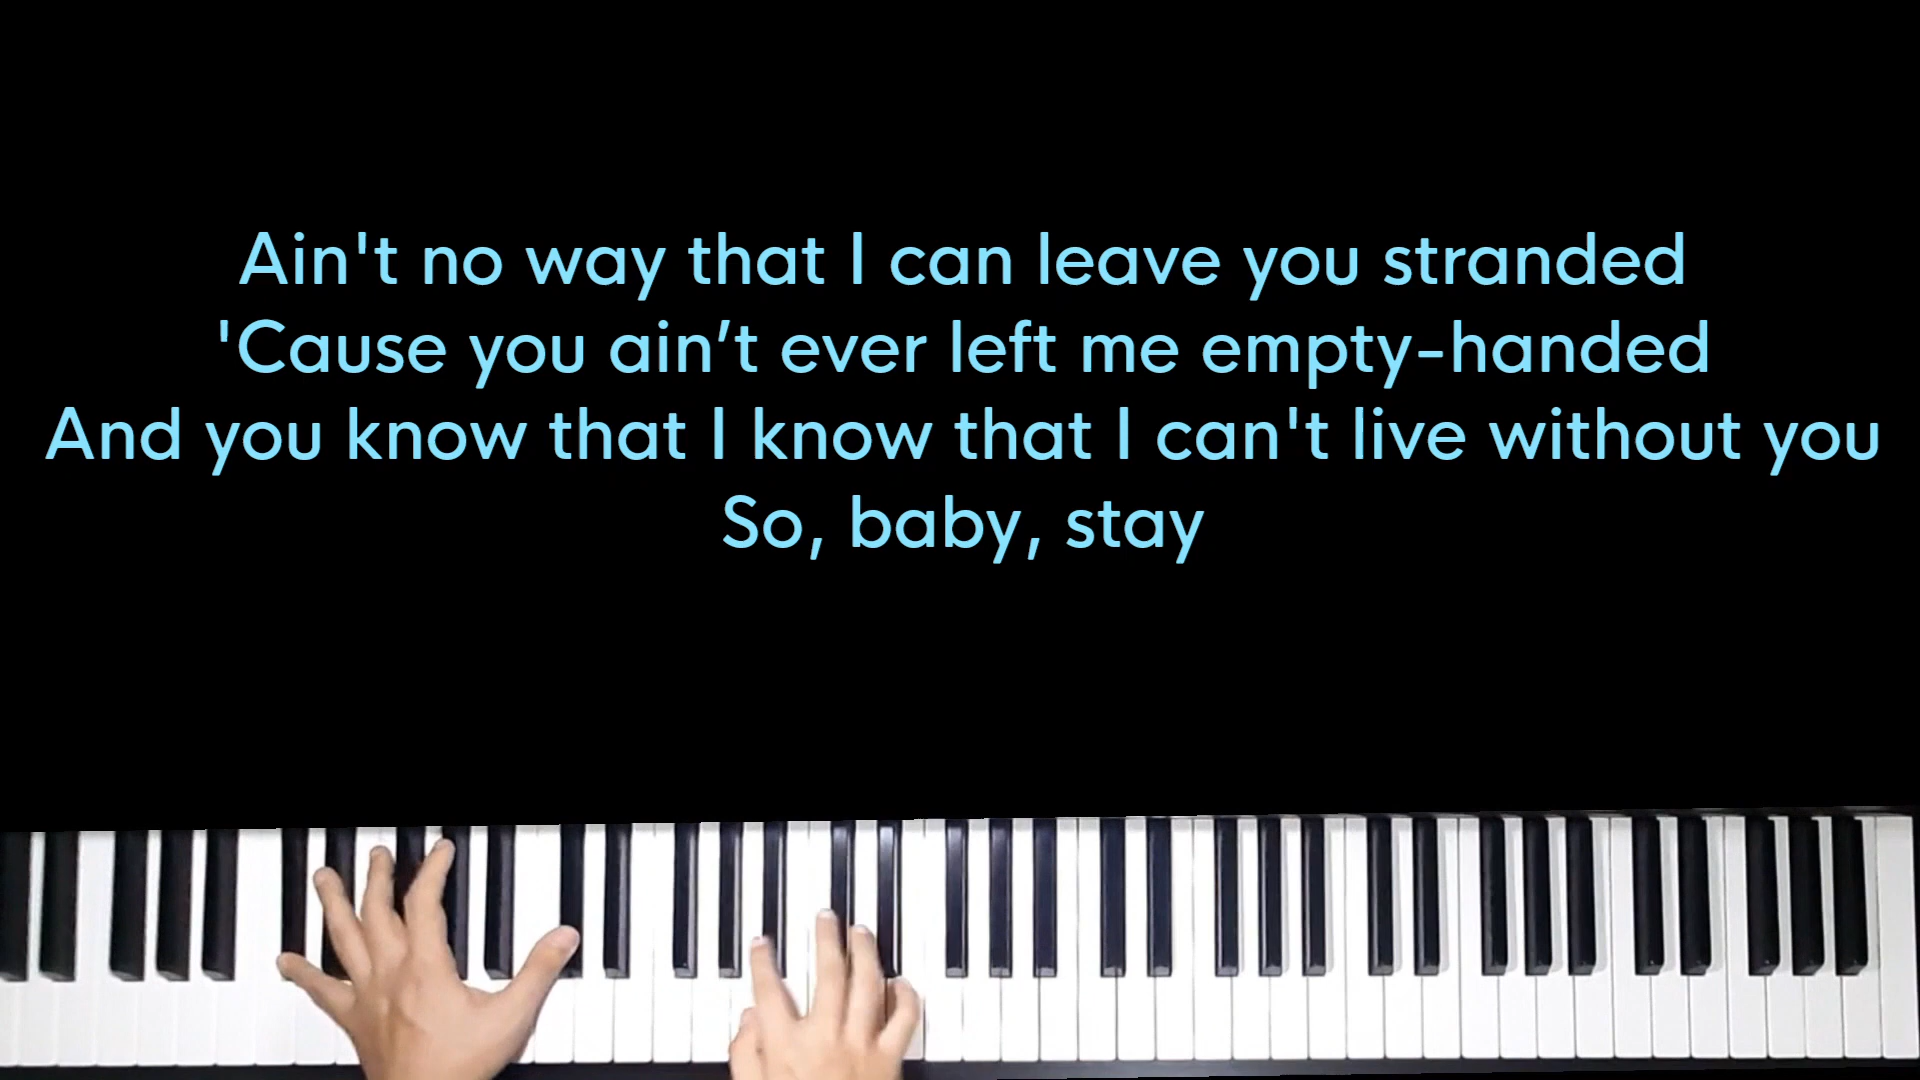 Ain't no way that I can leave you stranded
'Cause you ain’t ever left me empty-handed
And you know that I know that I can't live without you
So, baby, stay